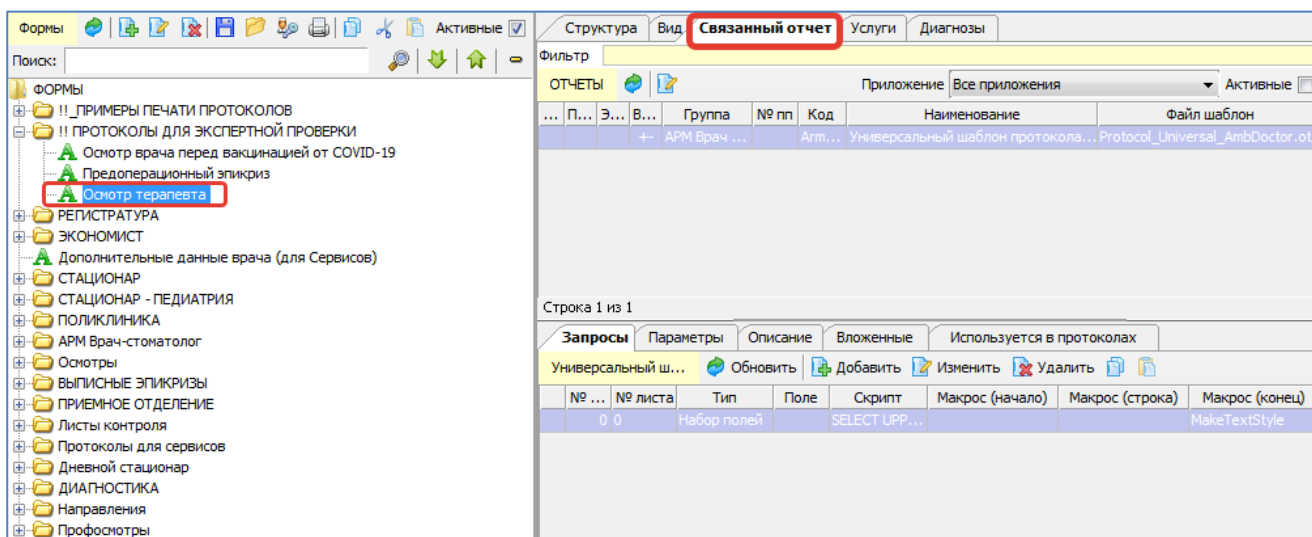 Формы Активные
Поиск:
ФОРМЫ
!!_ПРИМЕРЫ ПЕЧАТИ ПРОТОКОЛОВ
!! ПРОТОКОЛЫ ДЛЯ ЭКСПЕРТНОЙ ПРОВЕРКИ
Осмотр врача перед вакцинацией от COVID-19
Предоперационный эпикриз
Осмотр терапевта
РЕГИСТРАТУРА
ЭКОНОМИСТ
Дополнительные данные врача (для Сервисов)
СТАЦИОНАР
СТАЦИОНАР - ПЕДИАТРИЯ
ПОЛИКЛИНИКА
АРМ Врач-стоматолог
Осмотры
ВЫПИСНЫЕ ЭПИКРИЗЫ
ПРИЕМНОЕ ОТДЕЛЕНИЕ
Листы контроля
Протоколы для сервисов
Дневной стационар
ДИАГНОСТИКА
Направления
Профосмотры
Структура Вид Связанный отчет Услуги Диагнозы
Фильтр
ОТЧЕТЫ Приложение Все приложения Активные
... П... Э... В... Группа № пп Код Наименование Файл шаблон
+- АРМ Врач ... Arm... Универсальный шаблон протокола... Protocol_Universal_AmbDoctor.ot
Строка 1 из 1
Запросы Параметры Описание Вложенные Используется в протоколах
Универсальный ш... Обновить Добавить Изменить Удалить
№ ... № листа Тип Поле Скрипт Макрос (начало) Макрос (строка) Макрос (конец)
0 0 Набор полей SELECT UPP... MakeTextStyle